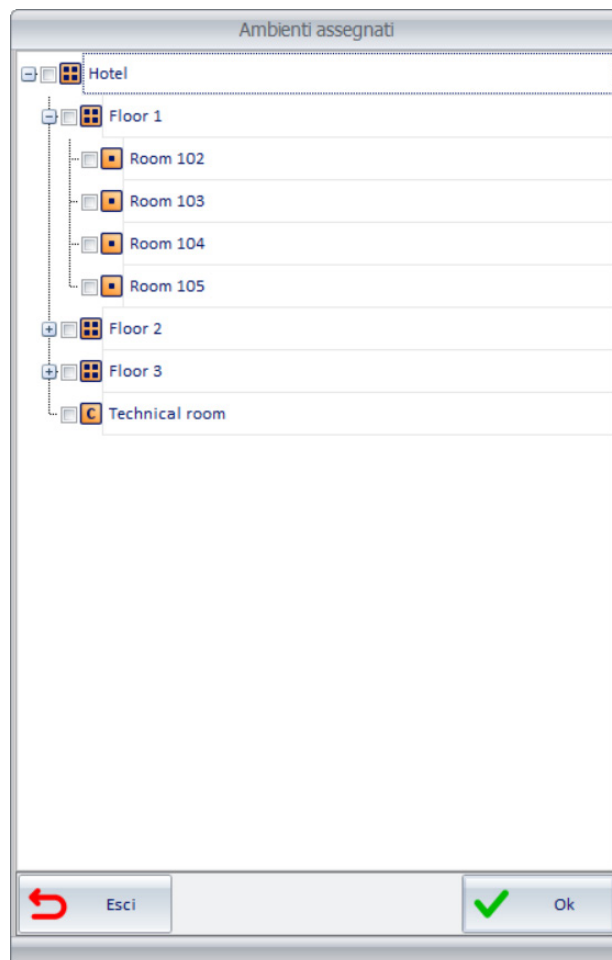 Ambienti assegnati
Hotel
Floor 1
Room 102
Room 103
Room 104
Room 105
Floor 2
Floor 3
C Technical room
Esci
Ok